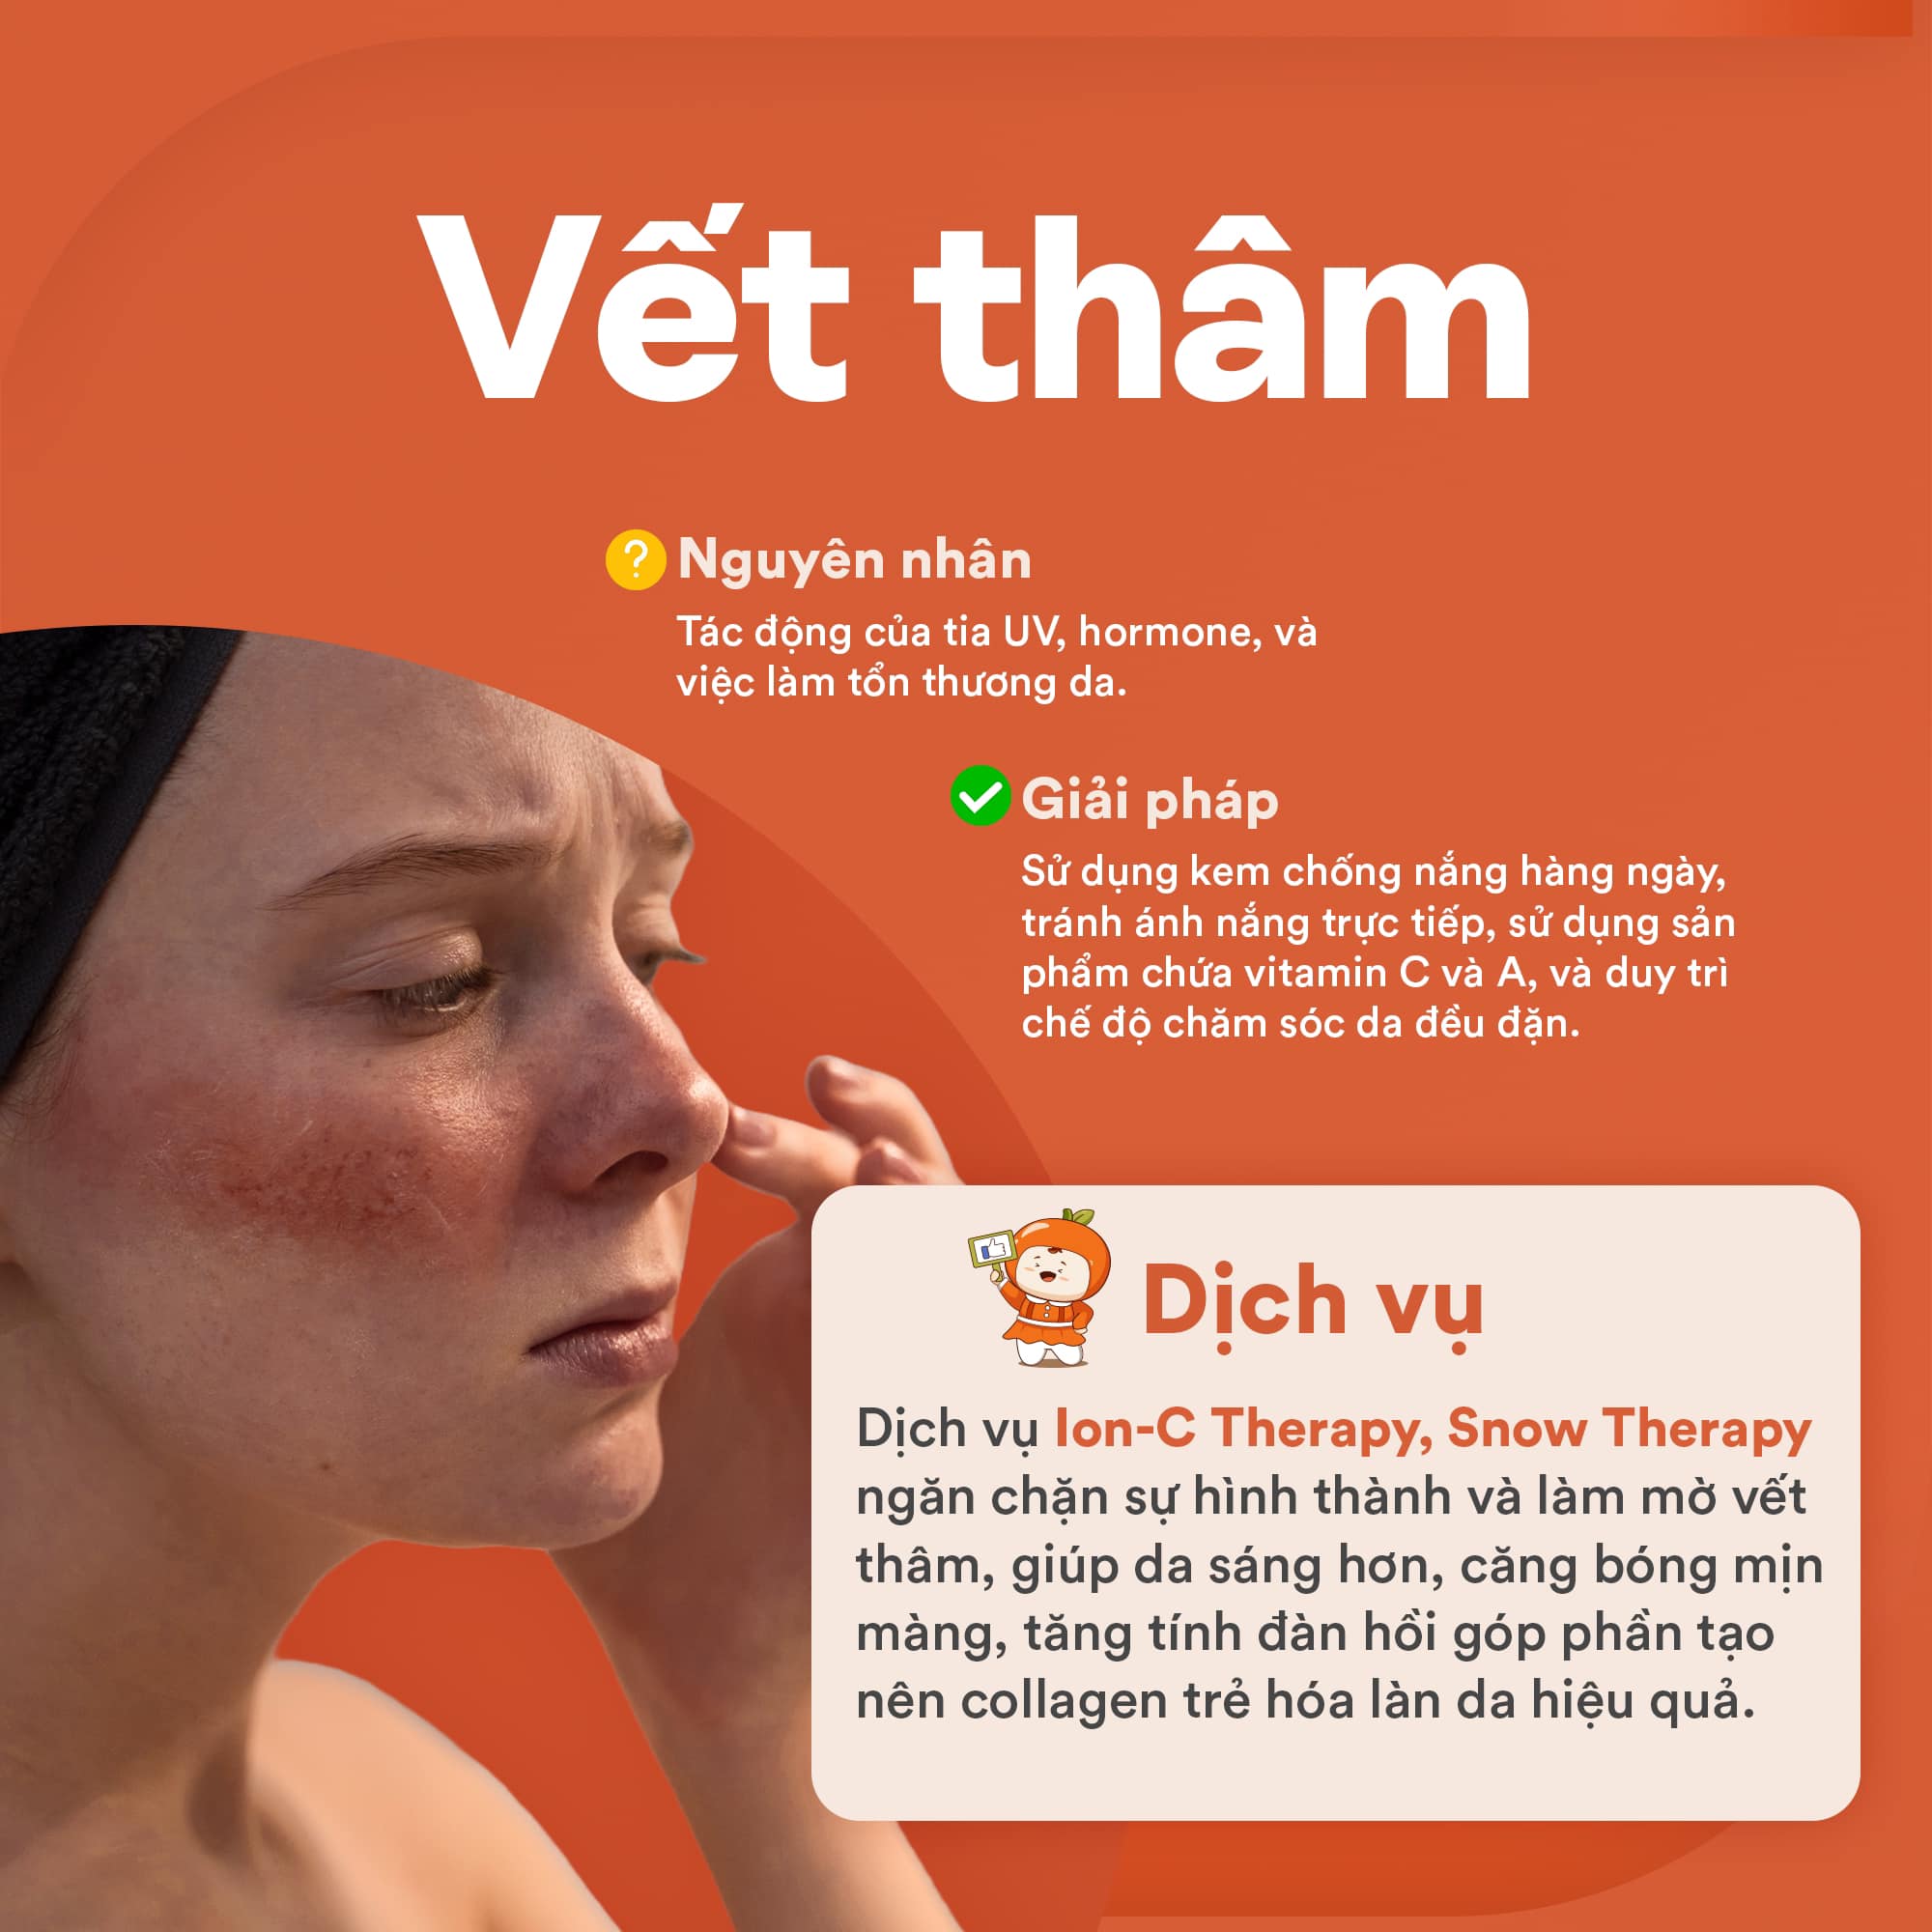 Vết thâm
Nguyên nhân
Tác động của tia UV, hormone, và
việc làm tổn thương da.
Giải pháp
Sử dụng kem chống nắng hàng ngày,
tránh ánh nắng trực tiếp, sử dụng sản
phẩm chứa vitamin C và A, và duy trì
chế độ chăm sóc da đều đặn.
Dịch vụ
Dịch vụ Ion-C Therapy, Snow Therapy
ngăn chặn sự hình thành và làm mờ vết
thâm, giúp da sáng hơn, căng bóng mịn
màng, tăng tính đàn hồi góp phần tạo
nên collagen trẻ hóa làn da hiệu quả.